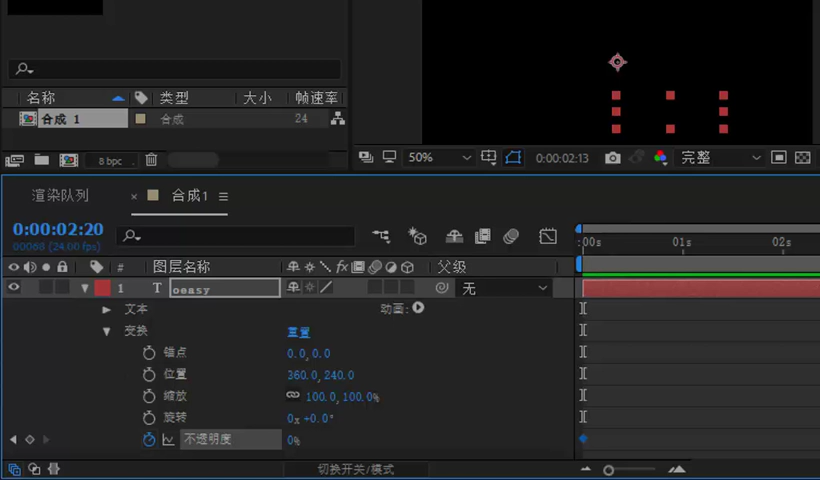 名称 类型 大小 帧速率
合成 1 合成 24
8 bpc
50% 0:00:02:13 完整
渲染队列 × 合成1
0:00:02:20
00068 (24.00 fps)
:00s 01s 02s
# 图层名称 fx 父级
1 T oeasy 无
文本 动画:
变换 重置
锚点 0.0, 0.0
位置 360.0, 240.0
缩放 100.0, 100.0%
旋转 0x +0.0°
不透明度 0%
切换开关/模式